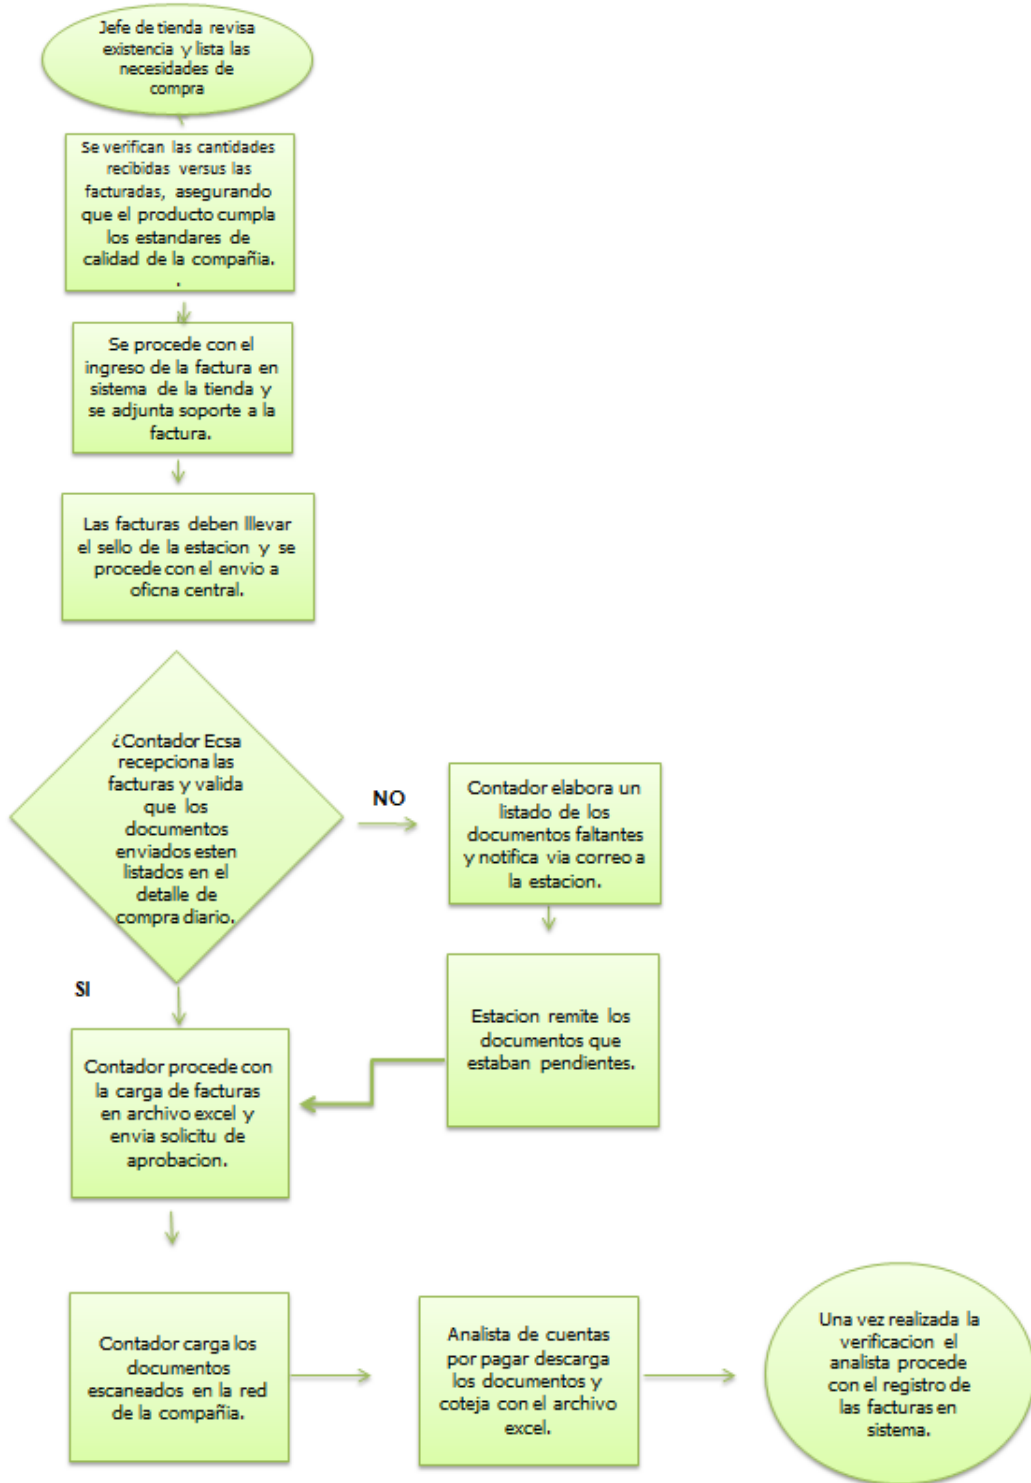 Jefe de tienda revisa
existencia y lista las
necesidades de
compra
Se verifican las cantidades
recibidas versus las
facturadas, asegurando
que el producto cumpla
los estandares de
calidad de la compañia.
.
Se procede con el
ingreso de la factura en
sistema de la tienda y
se adjunta soporte a la
factura.
Las facturas deben lllevar
el sello de la estacion y se
procede con el envio a
oficna central.
¿Contador Ecsa
recepciona las
facturas y valida
que los
documentos
enviados esten
listados en el
detalle de
compra diario.
NO
Contador elabora un
listado de los
documentos faltantes
y notifica via correo a
la estacion.
SI
Estacion remite los
documentos que
estaban pendientes.
Contador procede con
la carga de facturas
en archivo excel y
envia solicitu de
aprobacion.
Contador carga los
documentos
escaneados en la red
de la compañia.
Analista de cuentas
por pagar descarga
los documentos y
coteja con el archivo
excel.
Una vez realizada la
verificacion el
analista procede
con el registro de
las facturas en
sistema.